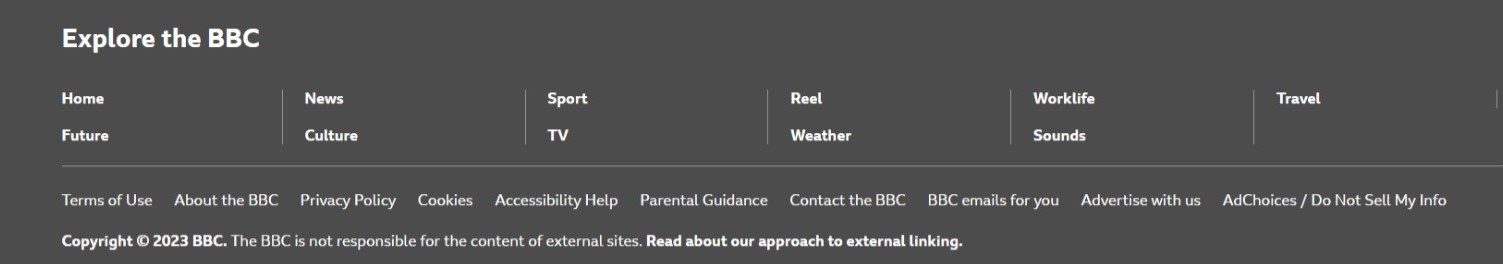 Explore the BBC
Home News Sport Reel Worklife Travel
Future Culture TV Weather Sounds
Terms of Use About the BBC Privacy Policy Cookies Accessibility Help Parental Guidance Contact the BBC BBC emails for you Advertise with us AdChoices / Do Not Sell My Info
Copyright © 2023 BBC. The BBC is not responsible for the content of external sites. Read about our approach to external linking.